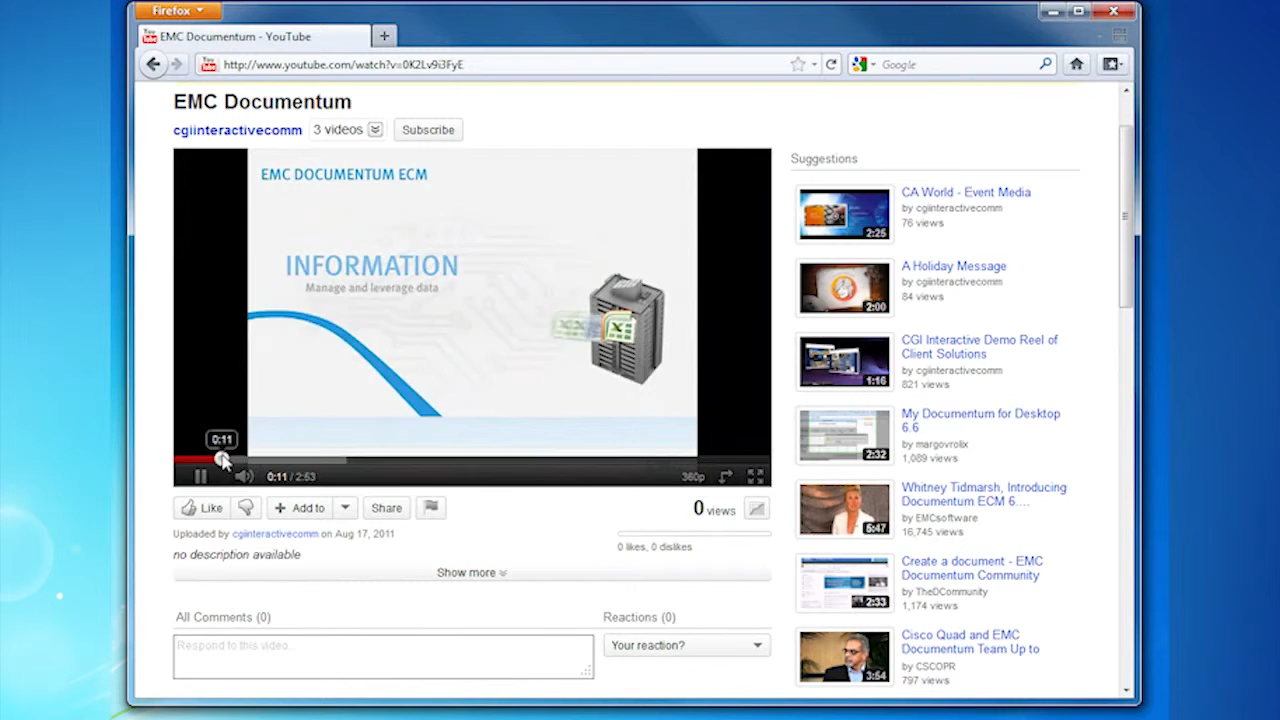 Firefox
You Tube EMC Documentum - YouTube
+
You Tube http://www.youtube.com/watch?v=0K2Lv9i3FyE
Google
EMC Documentum
cgiinteractivecomm 3 videos Subscribe
EMC DOCUMENTUM ECM
INFORMATION
Manage and leverage data
X
0:11
0:11 / 2:53 360p
Like Add to Share 0 views
Uploaded by cgiinteractivecomm on Aug 17, 2011
0 likes, 0 dislikes
no description available
Show more
All Comments (0)
Respond to this video...
Reactions (0)
Your reaction?
Suggestions
CA World - Event Media
by cgiinteractivecomm
76 views
2:25
A Holiday Message
by cgiinteractivecomm
84 views
2:00
CGI Interactive Demo Reel of
Client Solutions
by cgiinteractivecomm
821 views
1:16
My Documentum for Desktop
6.6
by margovrolix
1,089 views
2:32
Whitney Tidmarsh, Introducing
Documentum ECM 6....
by EMCsoftware
16,745 views
5:47
Create a document - EMC
Documentum Community
by TheDCommunity
1,174 views
2:33
Cisco Quad and EMC
Documentum Team Up to
by CSCOPR
797 views
3:54